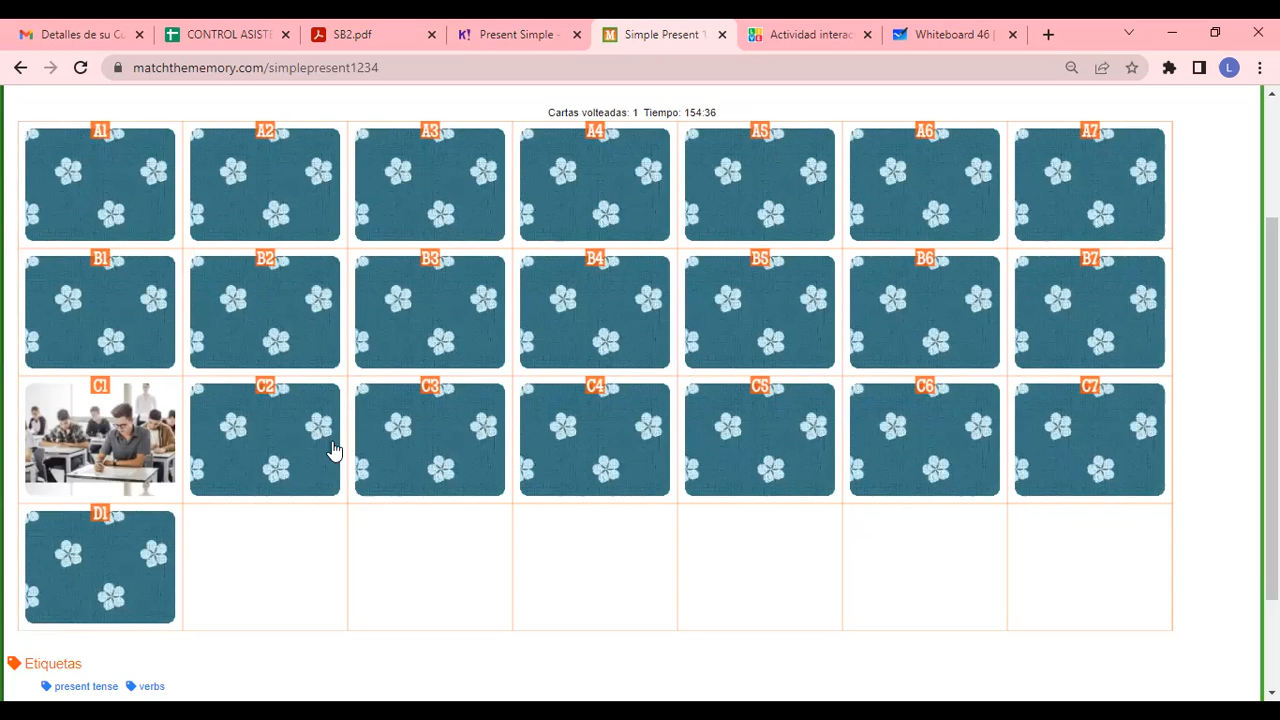 Detalles de su Cu
CONTROL ASISTE
SB2.pdf
K! Present Simple -
M Simple Present T
Actividad interac
Whiteboard 46 |
matchthememory.com/simplepresent1234
L
Cartas volteadas: 1 Tiempo: 154:36
A1 A2 A3 A4 A5 A6 A7
B1 B2 B3 B4 B5 B6 B7
C1 C2 C3 C4 C5 C6 C7
D1
Etiquetas
present tense verbs